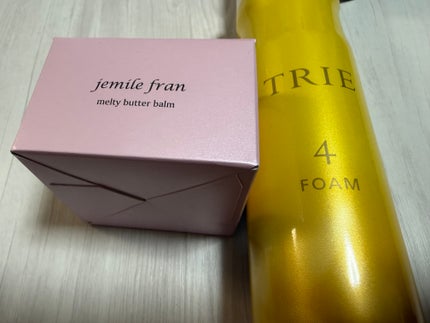 jemile fran
melty butter balm
TRIE
4
FOAM